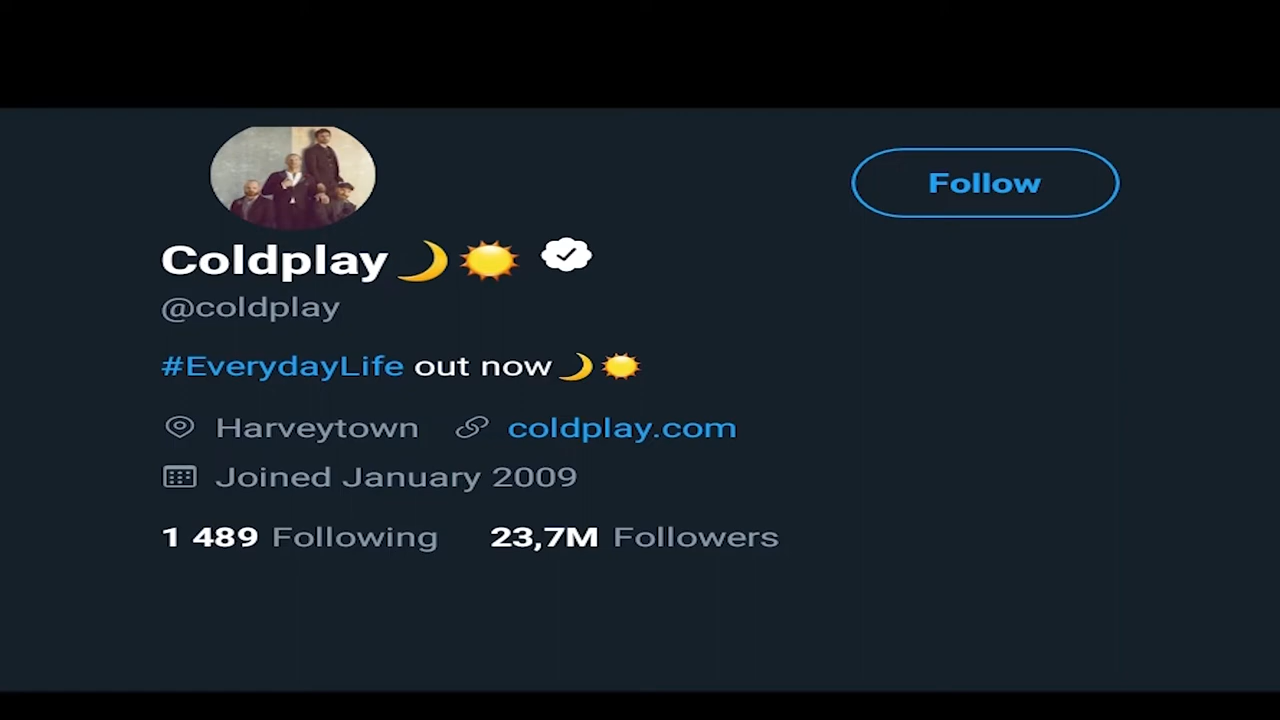 Follow
Coldplay🌙☀️
@coldplay
#EverydayLife out now🌙☀️
Harveytown coldplay.com
Joined January 2009
1 489 Following 23,7M Followers